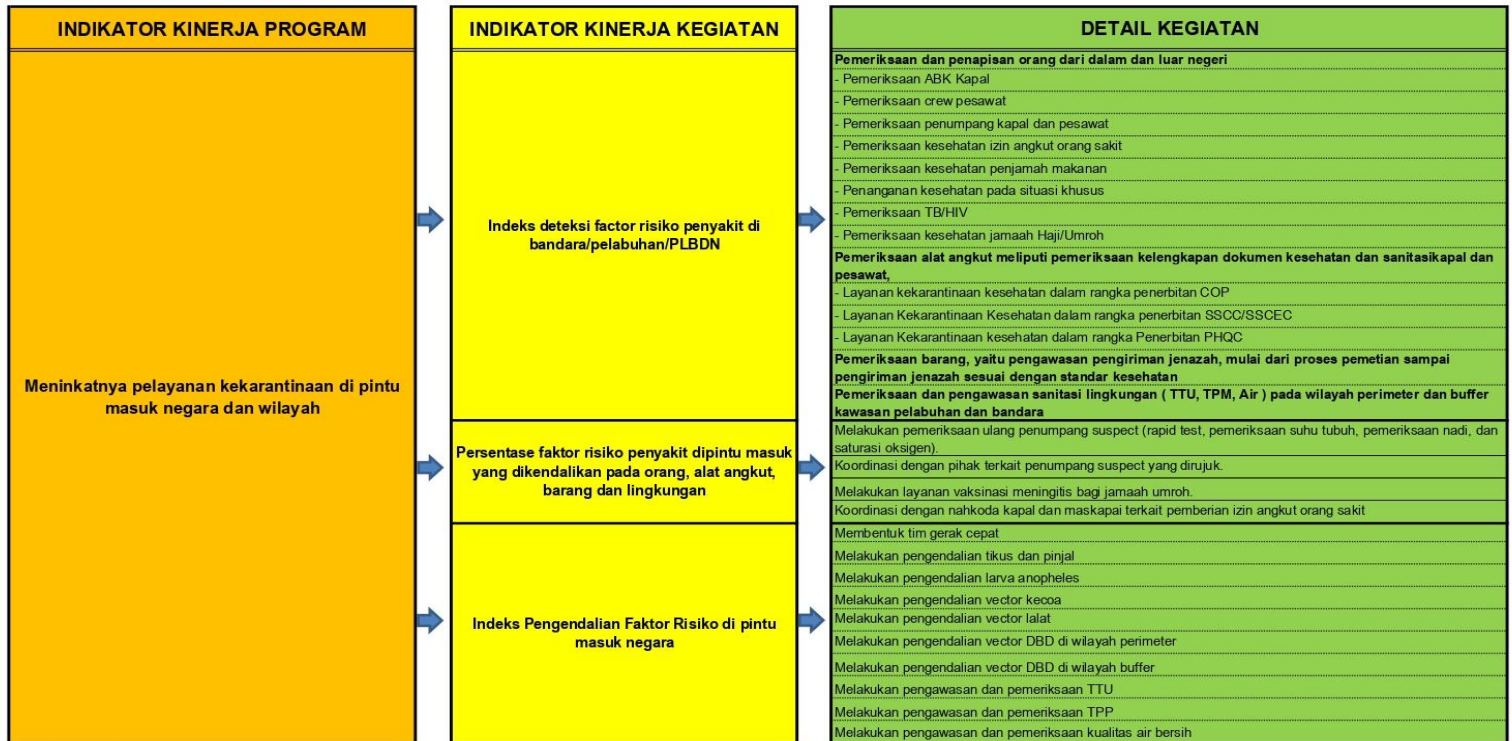 INDIKATOR KINERJA PROGRAM
Meninkatnya pelayanan kekarantinaan di pintu
masuk negara dan wilayah
INDIKATOR KINERJA KEGIATAN
Indeks deteksi factor risiko penyakit di
bandara/pelabuhan/PLBDN
Persentase faktor risiko penyakit dipintu masuk
yang dikendalikan pada orang, alat angkut,
barang dan lingkungan
Indeks Pengendalian Faktor Risiko di pintu
masuk negara
DETAIL KEGIATAN
Pemeriksaan dan penapisan orang dari dalam dan luar negeri
- Pemeriksaan ABK Kapal
- Pemeriksaan crew pesawat
- Pemeriksaan penumpang kapal dan pesawat
- Pemeriksaan kesehatan izin angkut orang sakit
- Pemeriksaan kesehatan penjamah makanan
- Penanganan kesehatan pada situasi khusus
- Pemeriksaan TB/HIV
- Pemeriksaan kesehatan jamaah Haji/Umroh
Pemeriksaan alat angkut meliputi pemeriksaan kelengkapan dokumen kesehatan dan sanitasikapal dan
pesawat,
- Layanan kekarantinaan kesehatan dalam rangka penerbitan COP
- Layanan Kekarantinaan Kesehatan dalam rangka penerbitan SSCC/SSCEC
- Layanan Kekarantinaan kesehatan dalam rangka Penerbitan PHQC
Pemeriksaan barang, yaitu pengawasan pengiriman jenazah, mulai dari proses pemetian sampai
pengiriman jenazah sesuai dengan standar kesehatan
Pemeriksaan dan pengawasan sanitasi lingkungan ( TTU, TPM, Air ) pada wilayah perimeter dan buffer
kawasan pelabuhan dan bandara
Melakukan pemeriksaan ulang penumpang suspect (rapid test, pemeriksaan suhu tubuh, pemeriksaan nadi, dan
saturasi oksigen).
Koordinasi dengan pihak terkait penumpang suspect yang dirujuk.
Melakukan layanan vaksinasi meningitis bagi jamaah umroh.
Koordinasi dengan nahkoda kapal dan maskapai terkait pemberian izin angkut orang sakit
Membentuk tim gerak cepat
Melakukan pengendalian tikus dan pinjal
Melakukan pengendalian larva anopheles
Melakukan pengendalian vector kecoa
Melakukan pengendalian vector lalat
Melakukan pengendalian vector DBD di wilayah perimeter
Melakukan pengendalian vector DBD di wilayah buffer
Melakukan pengawasan dan pemeriksaan TTU
Melakukan pengawasan dan pemeriksaan TPP
Melakukan pengawasan dan pemeriksaan kualitas air bersih